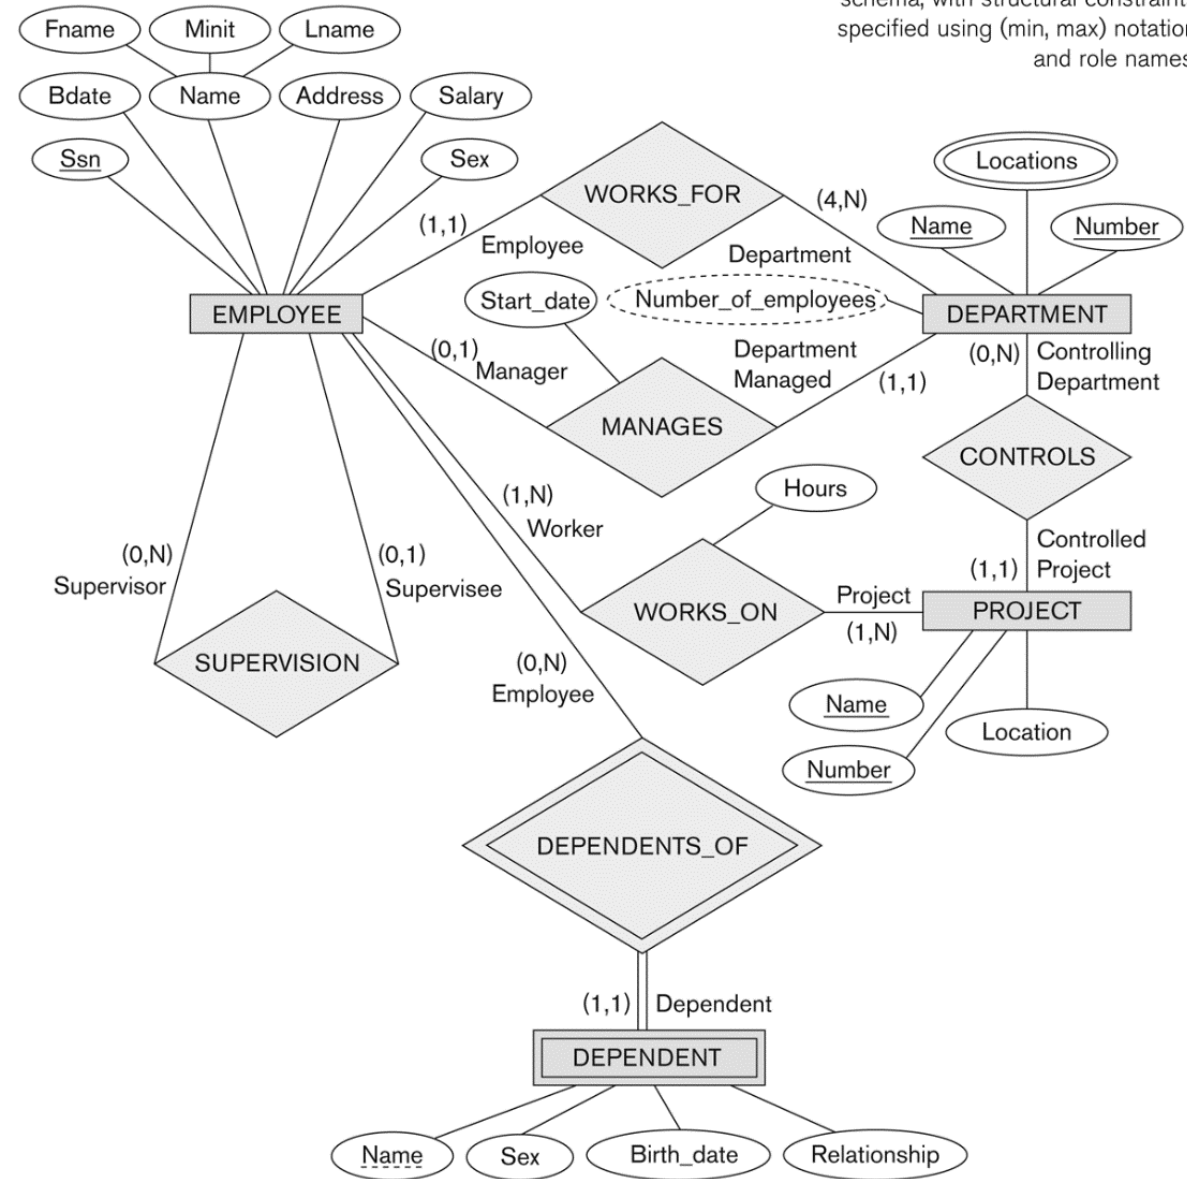 schema, with structural constraint
specified using (min, max) notation
and role names
Fname
Minit
Lname
Bdate
Name
Address
Salary
Ssn
Sex
WORKS_FOR
Locations
(1,1)
Employee
(4,N)
Department
Name
Number
Start_date
Number_of_employees
EMPLOYEE
DEPARTMENT
(0,1)
Manager
Department
Managed
(1,1)
(0,N)
Controlling
Department
MANAGES
CONTROLS
Hours
(1,N)
Worker
(0,N)
Supervisor
(0,1)
Supervisee
Controlled
Project
(1,1)
WORKS_ON
Project
(1,N)
PROJECT
SUPERVISION
(0,N)
Employee
Name
Location
Number
DEPENDENTS_OF
(1,1)
Dependent
DEPENDENT
Name
Sex
Birth_date
Relationship